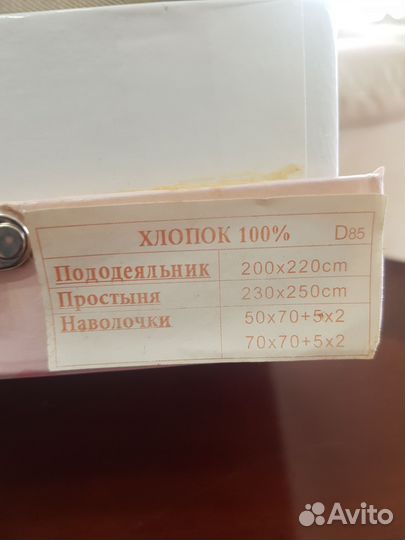 ХЛОПОК 100% D85
Пододеяльник 200x220cm
Простыня 230x250cm
Наволочки 50x70+5x2
70x70+5x2
Avito